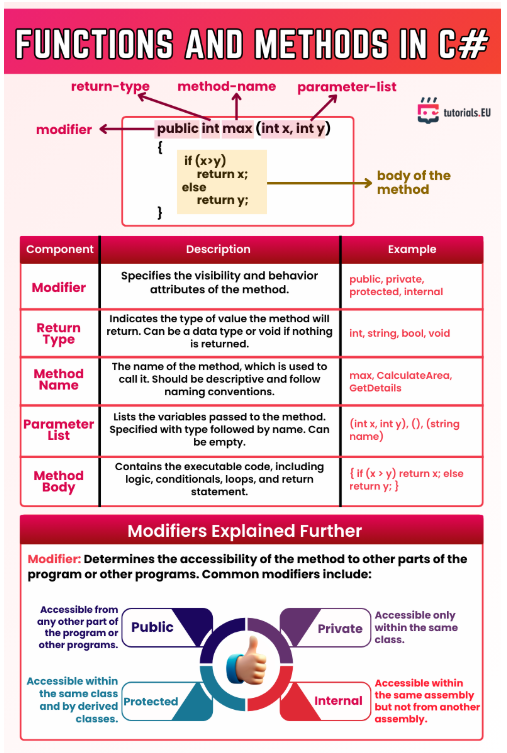 FUNCTIONS AND METHODS IN C#
return-type method-name parameter-list
tutorials.EU
modifier
public int max (int x, int y)
{
if (x>y)
return x;
else
return y;
}
body of the
method
Component Description Example
Modifier
Specifies the visibility and behavior
attributes of the method.
public, private,
protected, internal
Return
Type
Indicates the type of value the method will
return. Can be a data type or void if nothing
is returned.
int, string, bool, void
Method
Name
The name of the method, which is used to
call it. Should be descriptive and follow
naming conventions.
max, CalculateArea,
GetDetails
Parameter
List
Lists the variables passed to the method.
Specified with type followed by name. Can
be empty.
(int x, int y), (), (string
name)
Method
Body
Contains the executable code, including
logic, conditionals, loops, and return
statement.
{ if (x > y) return x; else
return y; }
Modifiers Explained Further
Modifier: Determines the accessibility of the method to other parts of the
program or other programs. Common modifiers include:
Accessible from
any other part of
the program or
other programs.
Public
Private
Accessible only
within the same
class.
Accessible within
the same class
and by derived
classes.
Protected
Internal
Accessible within
the same assembly
but not from another
assembly.